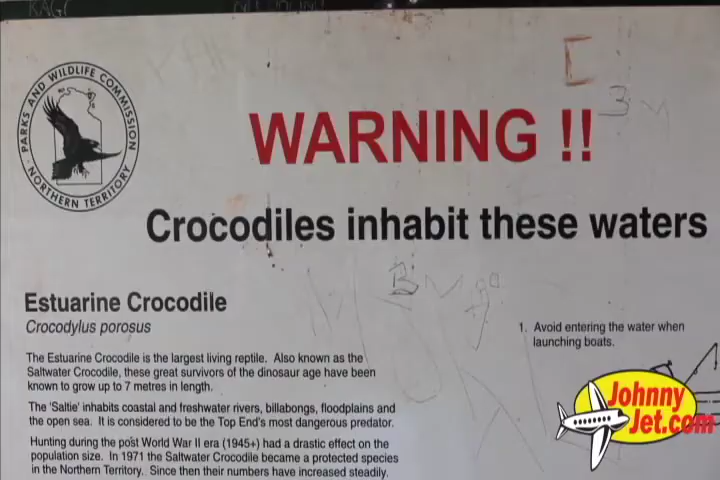 PARKS AND WILDLIFE COMMISSION
NORTHERN TERRITORY
WARNING !!
Crocodiles inhabit these waters
Estuarine Crocodile
Crocodylus porosus
The Estuarine Crocodile is the largest living reptile. Also known as the
Saltwater Crocodile, these great survivors of the dinosaur age have been
known to grow up to 7 metres in length.
The 'Saltie' inhabits coastal and freshwater rivers, billabongs, floodplains and
the open sea. It is considered to be the Top End's most dangerous predator.
Hunting during the post World War II era (1945+) had a drastic effect on the
population size. In 1971 the Saltwater Crocodile became a protected species
in the Northern Territory. Since then their numbers have increased steadily.
1. Avoid entering the water when
launching boats.
Johnny
Jet.com